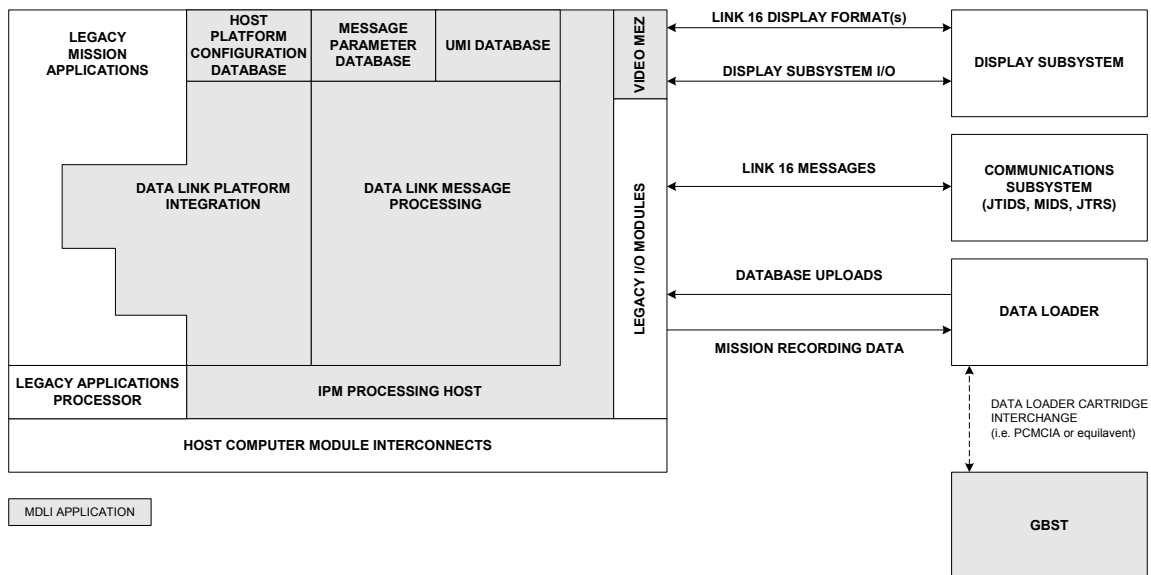 LEGACY
MISSION
APPLICATIONS
HOST
PLATFORM
CONFIGURATION
DATABASE
MESSAGE
PARAMETER
DATABASE
UMI DATABASE
VIDEO MEZ
LINK 16 DISPLAY FORMAT(s)
DISPLAY SUBSYSTEM I/O
DISPLAY SUBSYSTEM
DATA LINK PLATFORM
INTEGRATION
DATA LINK MESSAGE
PROCESSING
LEGACY I/O MODULES
LINK 16 MESSAGES
COMMUNICATIONS
SUBSYSTEM
(JTIDS, MIDS, JTRS)
DATABASE UPLOADS
MISSION RECORDING DATA
DATA LOADER
LEGACY APPLICATIONS
PROCESSOR
IPM PROCESSING HOST
HOST COMPUTER MODULE INTERCONNECTS
DATA LOADER CARTRIDGE
INTERCHANGE
(i.e. PCMCIA or equilavent)
MDLI APPLICATION
GBST